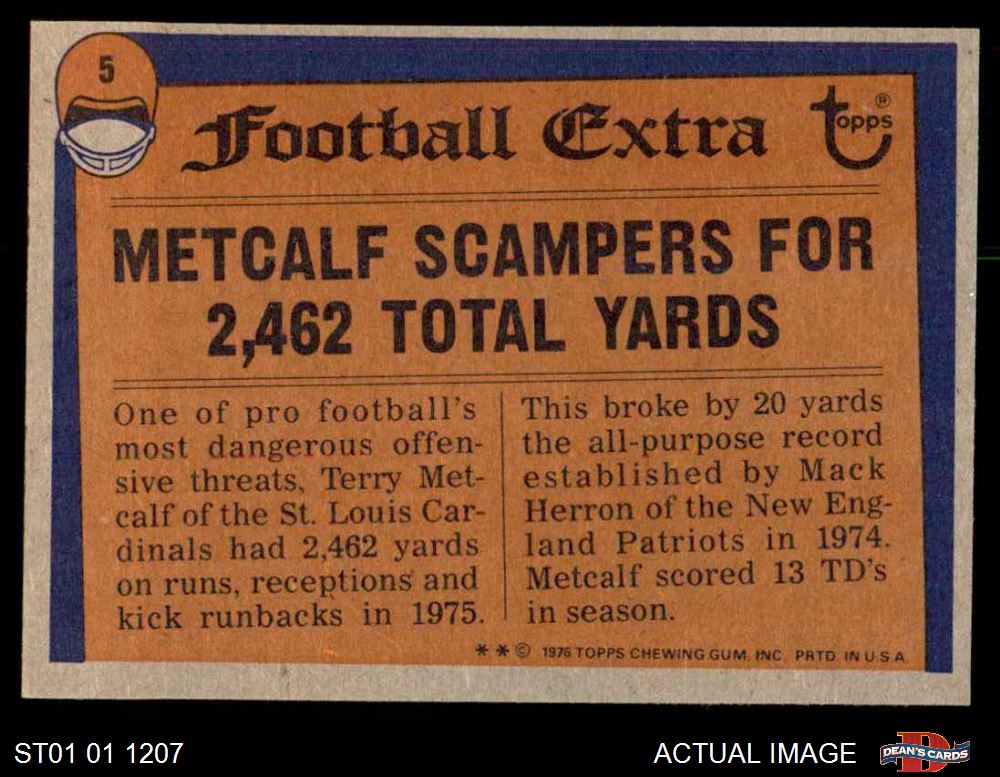 5
Football Extra
topps ®
METCALF SCAMPERS FOR
2,462 TOTAL YARDS
One of pro football's
most dangerous offen-
sive threats, Terry Met-
calf of the St. Louis Car-
dinals had 2,462 yards
on runs, receptions and
kick runbacks in 1975.
This broke by 20 yards
the all-purpose record
established by Mack
Herron of the New Eng-
land Patriots in 1974.
Metcalf scored 13 TD's
in season.
* * © 1976 TOPPS CHEWING GUM, INC. PRTD. IN U.S.A.
ST01 01 1207
ACTUAL IMAGE
D
DEAN'S CARDS